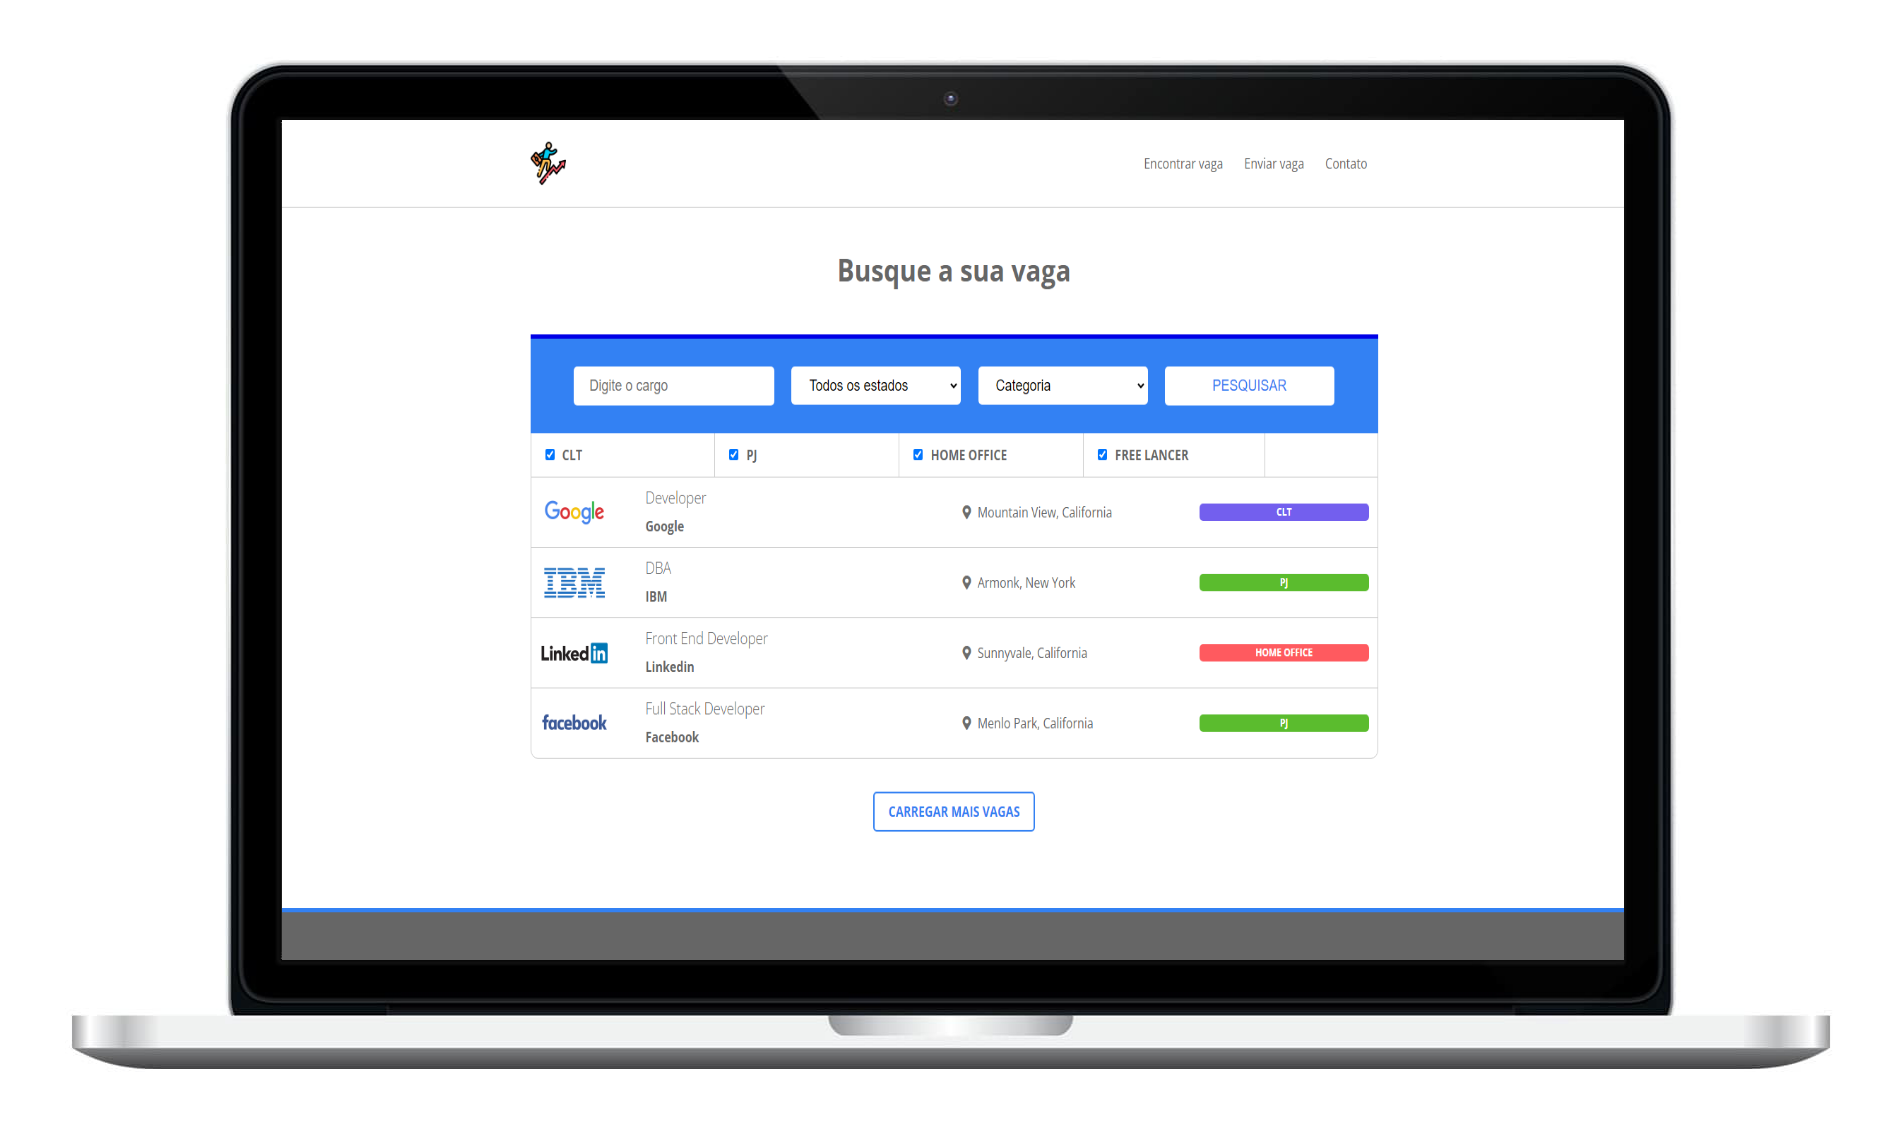 Encontrar vaga Enviar vaga Contato
Busque a sua vaga
Digite o cargo Todos os estados Categoria PESQUISAR
CLT PJ HOME OFFICE FREE LANCER
Google Developer
Google Mountain View, California CLT
IBM DBA
IBM Armonk, New York PJ
Linkedin Front End Developer
Linkedin Sunnyvale, California HOME OFFICE
facebook Full Stack Developer
Facebook Menlo Park, California PJ
CARREGAR MAIS VAGAS